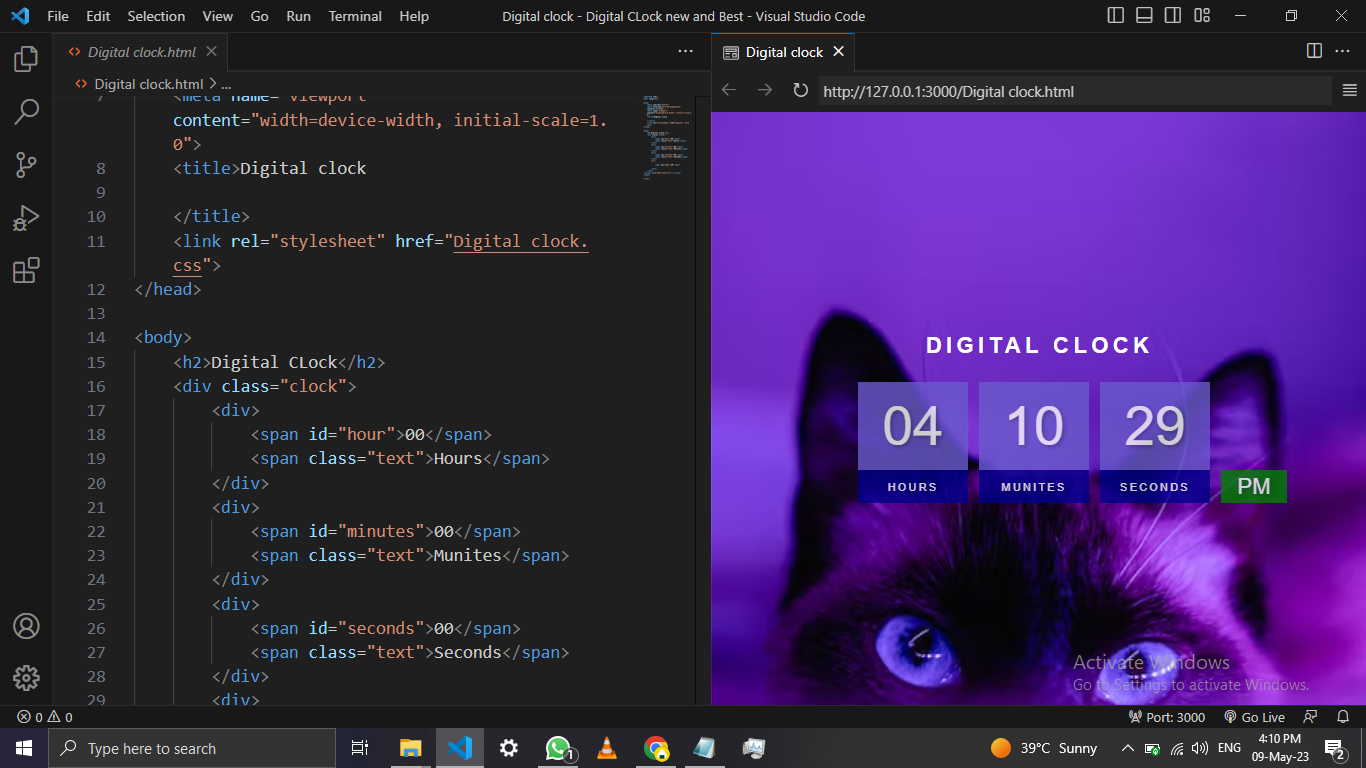 File Edit Selection View Go Run Terminal Help
Digital clock - Digital CLock new and Best - Visual Studio Code
Digital clock.html
Digital clock.html > ...
7 <meta name="viewport"
content="width=device-width, initial-scale=1.
0">
8 <title>Digital clock
9
10 </title>
11 <link rel="stylesheet" href="Digital clock.
css">
12 </head>
13
14 <body>
15 <h2>Digital CLock</h2>
16 <div class="clock">
17 <div>
18 <span id="hour">00</span>
19 <span class="text">Hours</span>
20 </div>
21 <div>
22 <span id="minutes">00</span>
23 <span class="text">Munites</span>
24 </div>
25 <div>
26 <span id="seconds">00</span>
27 <span class="text">Seconds</span>
28 </div>
29 <div>
Digital clock
http://127.0.0.1:3000/Digital clock.html
DIGITAL CLOCK
04 10 29
HOURS MUNITES SECONDS PM
Activate Windows
Go to Settings to activate Windows.
0 0
Port: 3000 Go Live
Type here to search
1
39°C Sunny
ENG
4:10 PM
09-May-23
2